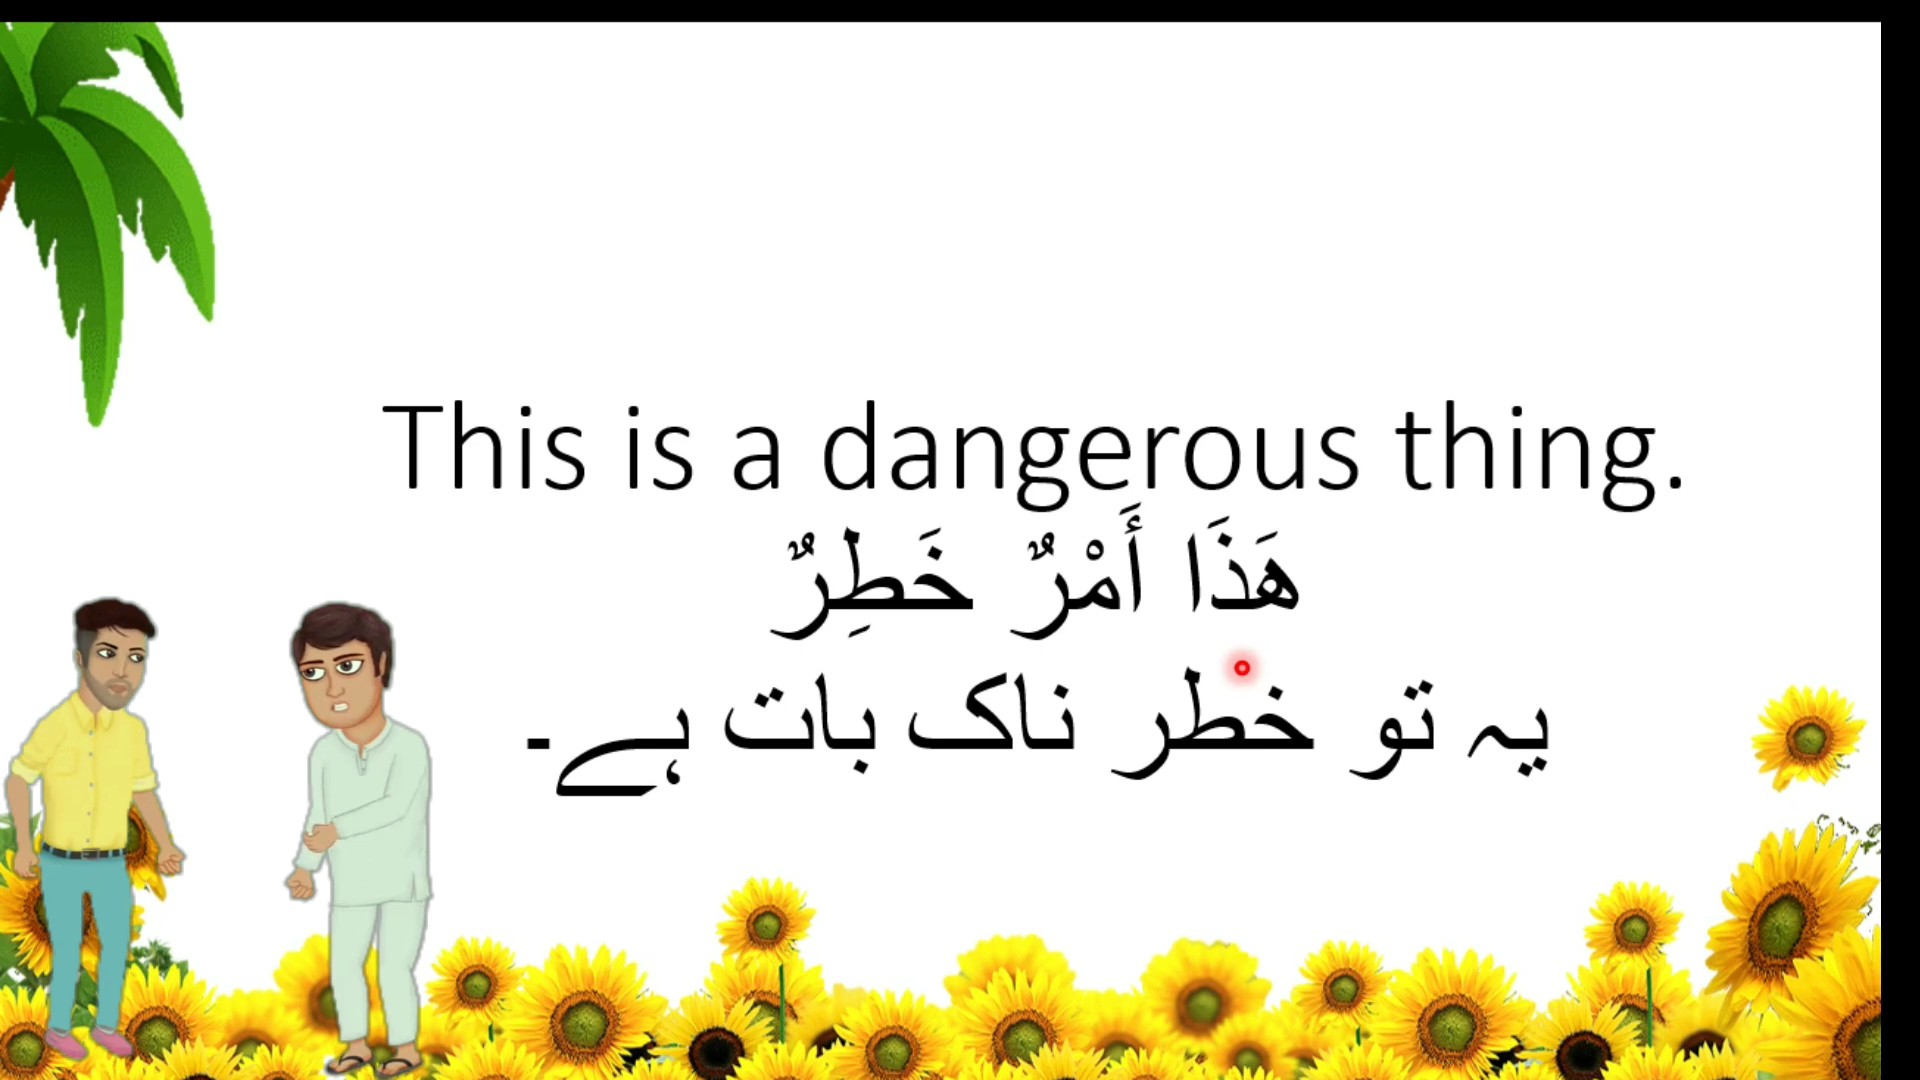 This is a dangerous thing.
هَذَا أَمْرٌ خَطِرٌ
یہ تو خطر ناک بات ہے۔